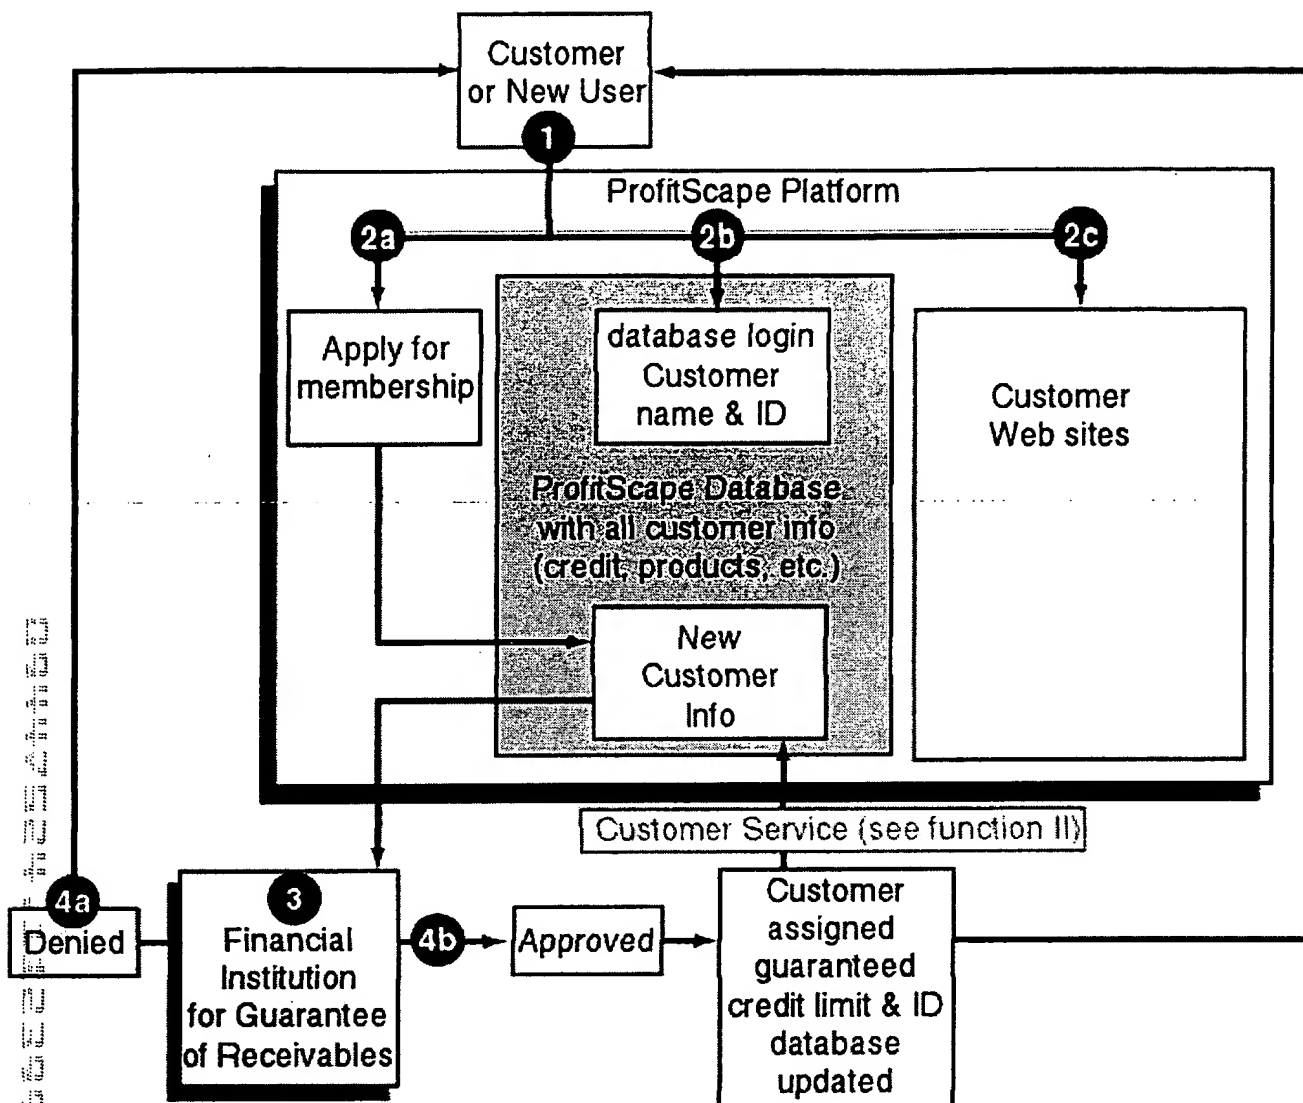 Customer
or New User
1
ProfitScape Platform
2a
2b
2c
Apply for
membership
database login
Customer
name & ID
Customer
Web sites
ProfitScape Database
with all customer info
(credit, products, etc.)
New
Customer
Info
Customer Service (see function II)
4a
Denied
3
Financial
Institution
for Guarantee
of Receivables
4b
Approved
Customer
assigned
guaranteed
credit limit & ID
database
updated